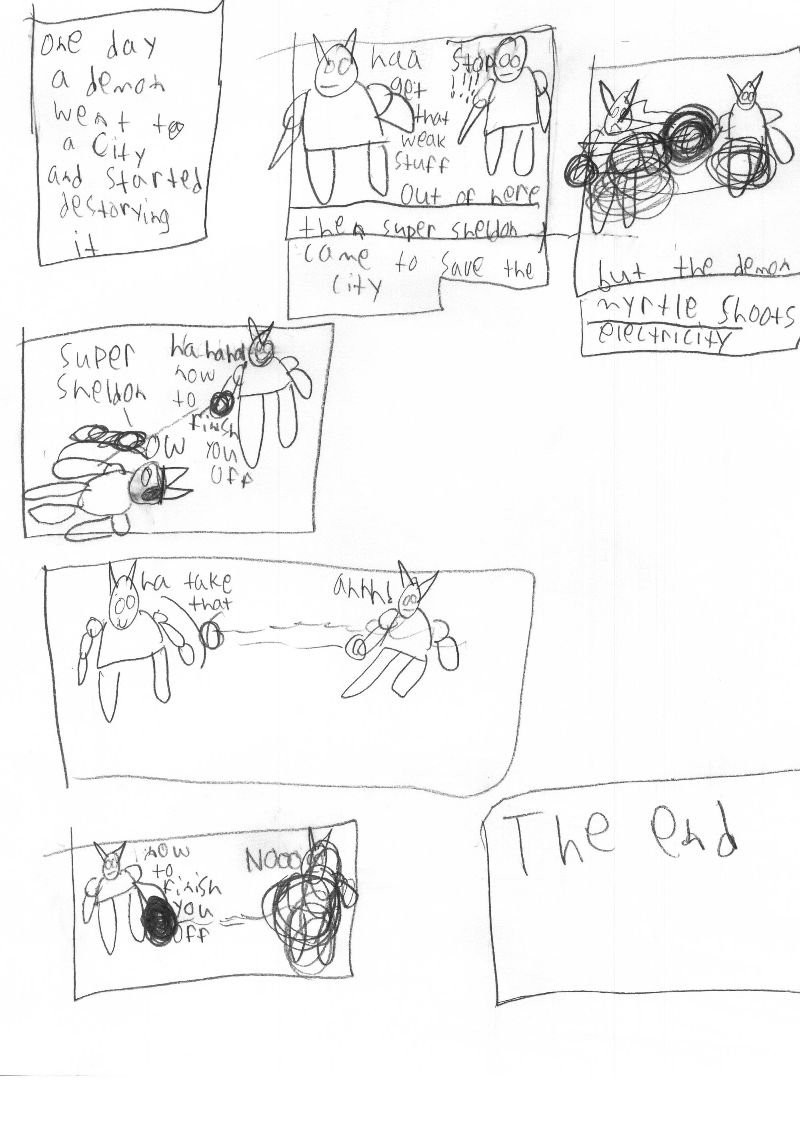 one day
a demon
went to
a City
and started
destorying
it
haa
get
that
weak
stuff
out of here
Stop
!!!!
then super sheldon
came to save the
city
but the demon
myrtle shoots
electricity
super
sheldon
ha haha
now
to
finish
you
off
ow
ha take
that
ahhh!
now
to
finish
you
off
Nooo
The end